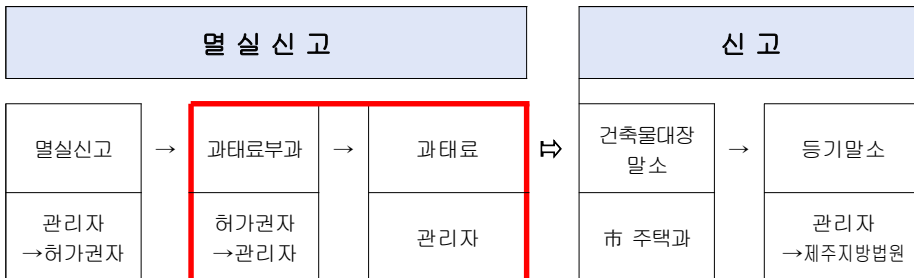 멸 실 신 고
신 고
멸실신고
→
과태료부과
→
과태료
⇨
건축물대장
말소
→
등기말소
관리자
→허가권자
허가권자
→관리자
관리자
市 주택과
관리자
→제주지방법원